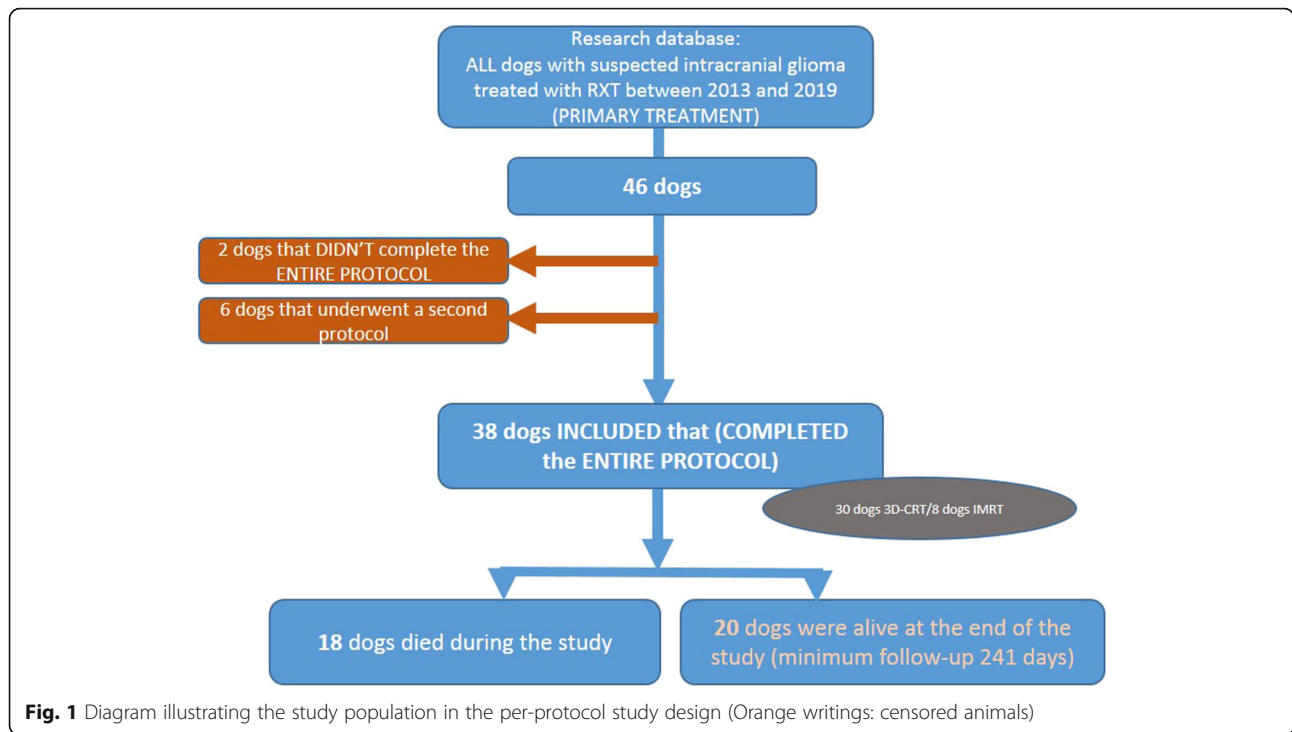 Research database:
ALL dogs with suspected intracranial glioma
treated with RXT between 2013 and 2019
(PRIMARY TREATMENT)
46 dogs
2 dogs that DIDN'T complete the
ENTIRE PROTOCOL
6 dogs that underwent a second
protocol
38 dogs INCLUDED that (COMPLETED
the ENTIRE PROTOCOL)
30 dogs 3D-CRT/8 dogs IMRT
18 dogs died during the study
20 dogs were alive at the end of the
study (minimum follow-up 241 days)
Fig. 1 Diagram illustrating the study population in the per-protocol study design (Orange writings: censored animals)